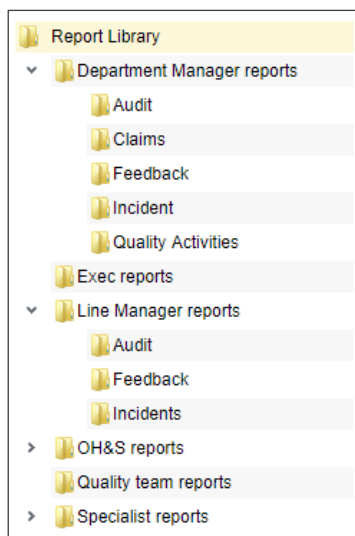 Report Library
Department Manager reports
Audit
Claims
Feedback
Incident
Quality Activities
Exec reports
Line Manager reports
Audit
Feedback
Incidents
OH&S reports
Quality team reports
Specialist reports